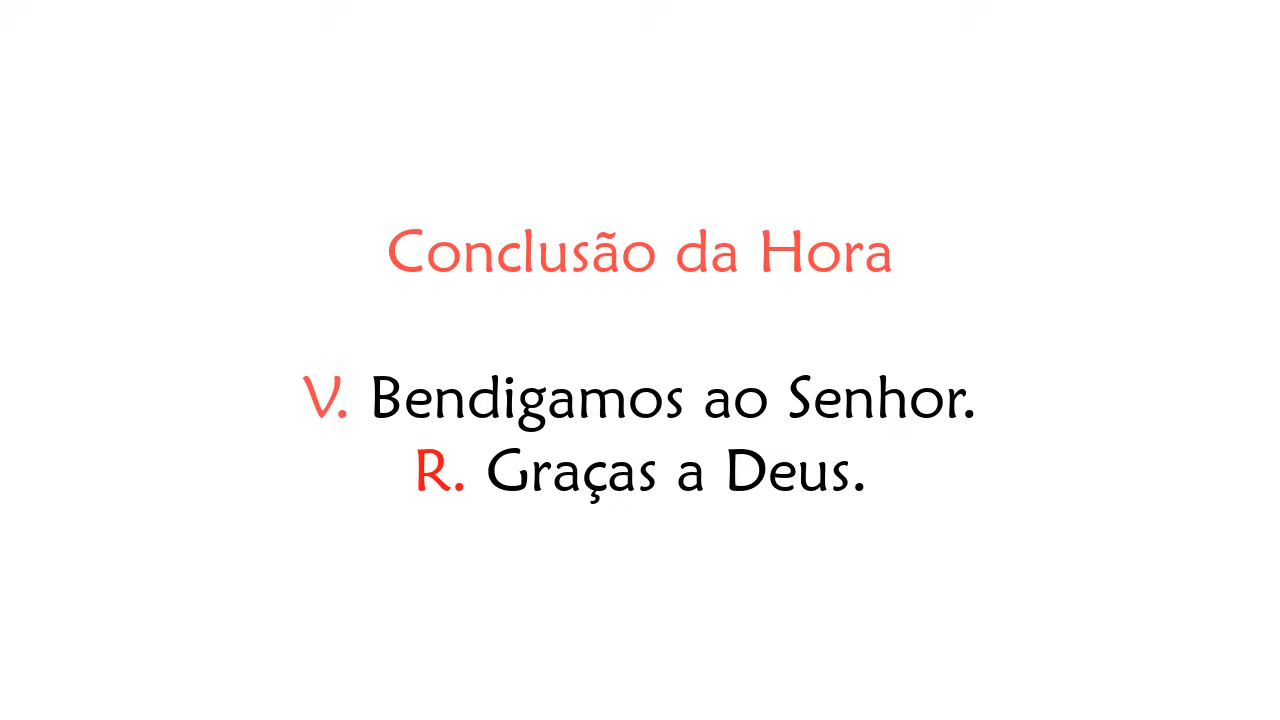 Conclusão da Hora
V. Bendigamos ao Senhor.
R. Graças a Deus.